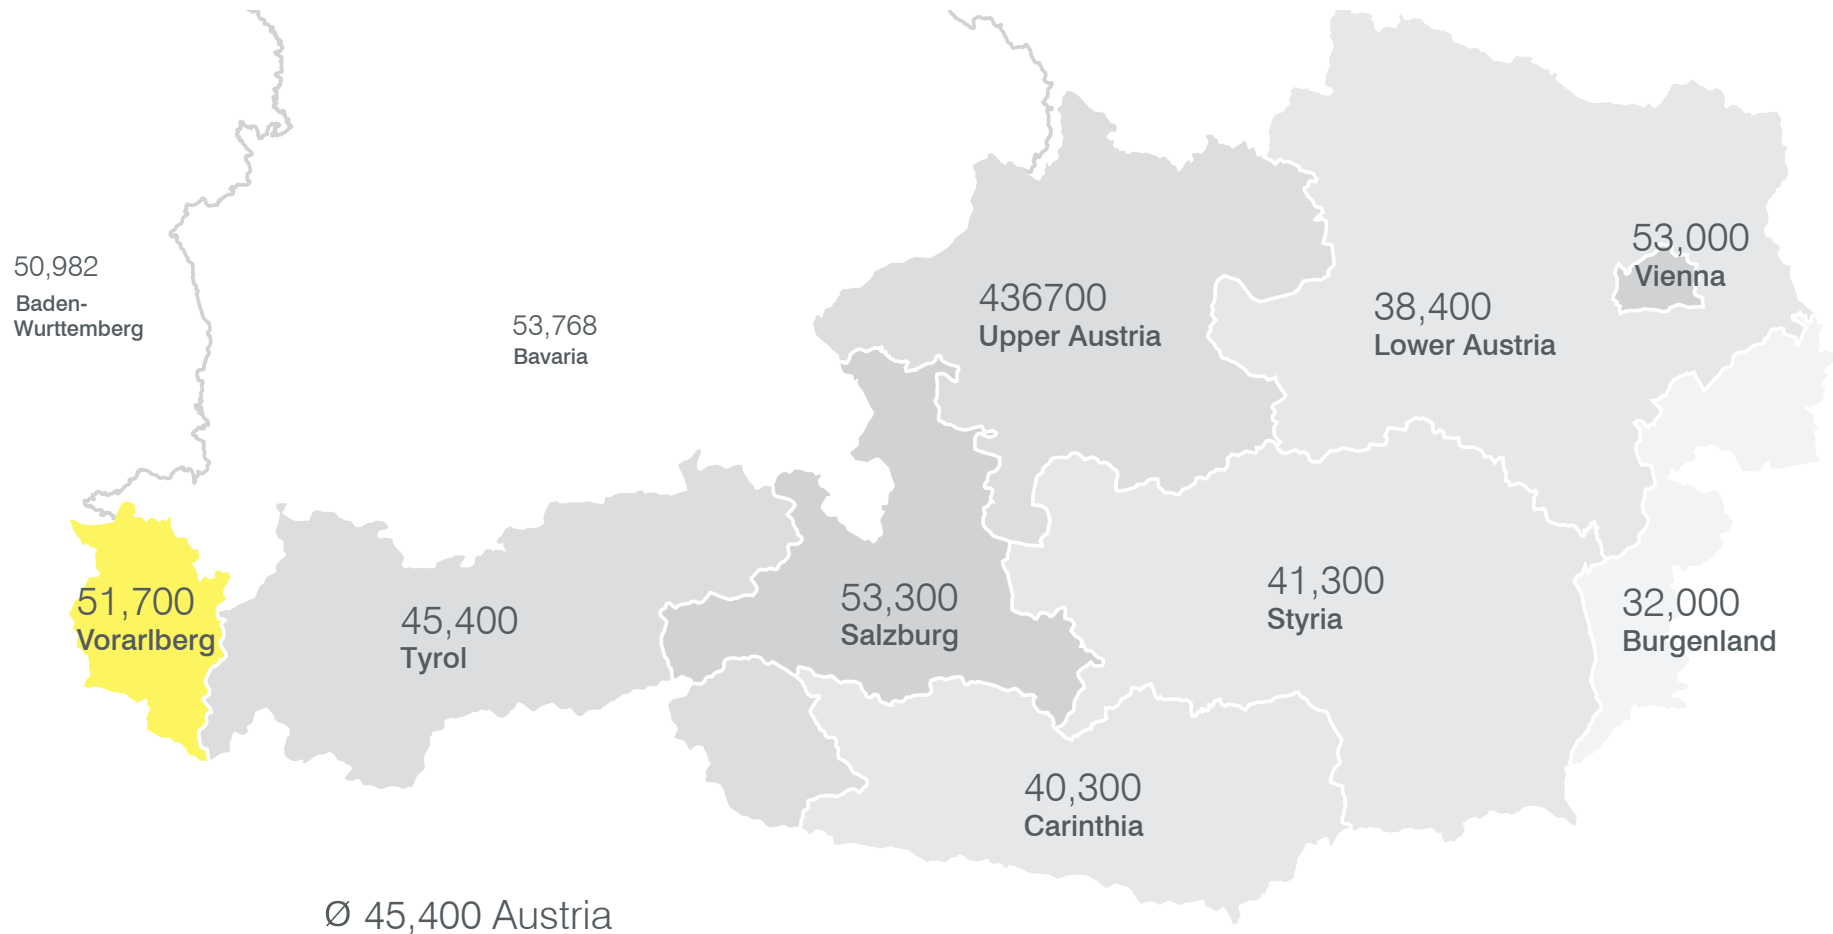 50,982
Baden-
Wurttemberg
53,768
Bavaria
436700
Upper Austria
38,400
Lower Austria
53,000
Vienna
51,700
Vorarlberg
45,400
Tyrol
53,300
Salzburg
41,300
Styria
32,000
Burgenland
40,300
Carinthia
Ø 45,400 Austria